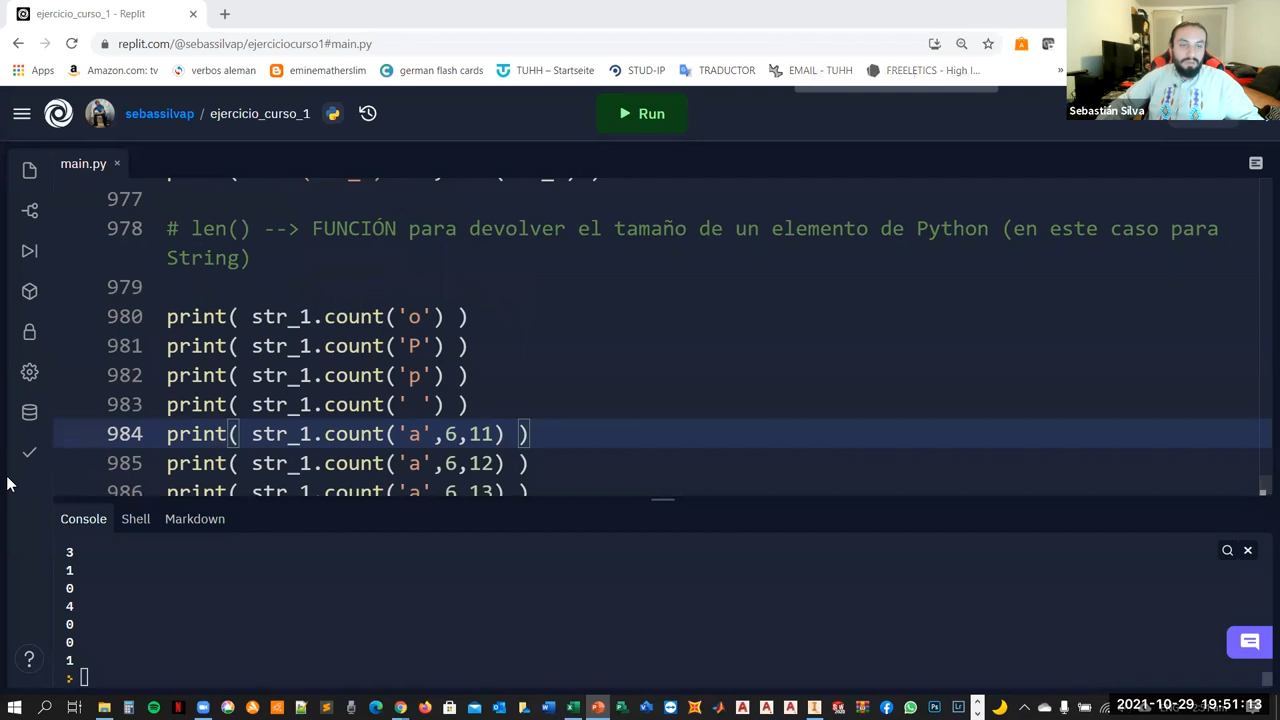 ejercicio_curso_1 - Replit
replit.com/@sebassilvap/ejerciciocurso1#main.py
Apps
Amazon.com: tv
verbos aleman
eminematherslim
german flash cards
TUHH – Startseite
STUD-IP
TRADUCTOR
EMAIL - TUHH
FREELETICS - High I...
»
Sebastián Silva
sebassilvap / ejercicio_curso_1
Run
main.py
977
978 # len() --> FUNCIÓN para devolver el tamaño de un elemento de Python (en este caso para
String)
979
980 print( str_1.count('o') )
981 print( str_1.count('P') )
982 print( str_1.count('p') )
983 print( str_1.count(' ') )
984 print( str_1.count('a',6,11) )
985 print( str_1.count('a',6,12) )
986 print( str_1.count('a',6,13) )
Console
Shell
Markdown
3
1
0
4
0
0
1
2021-10-29 19:51:13